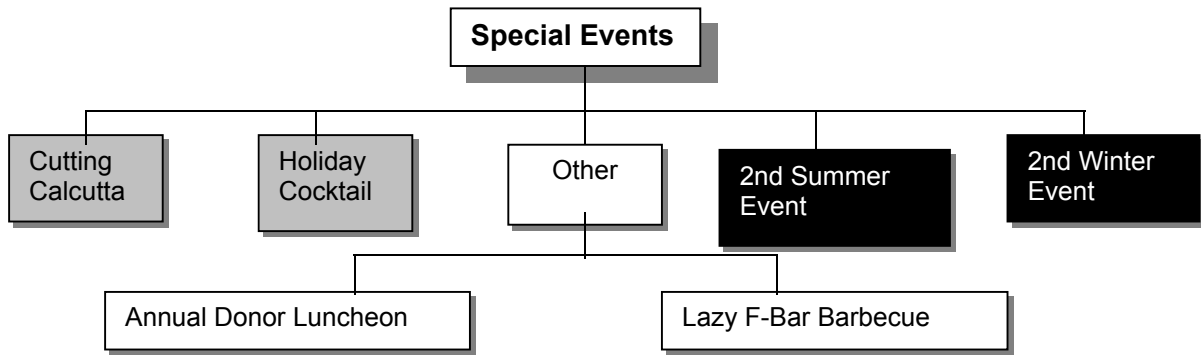 Special Events
Cutting
Calcutta
Holiday
Cocktail
Other
2nd Summer
Event
2nd Winter
Event
Annual Donor Luncheon
Lazy F-Bar Barbecue